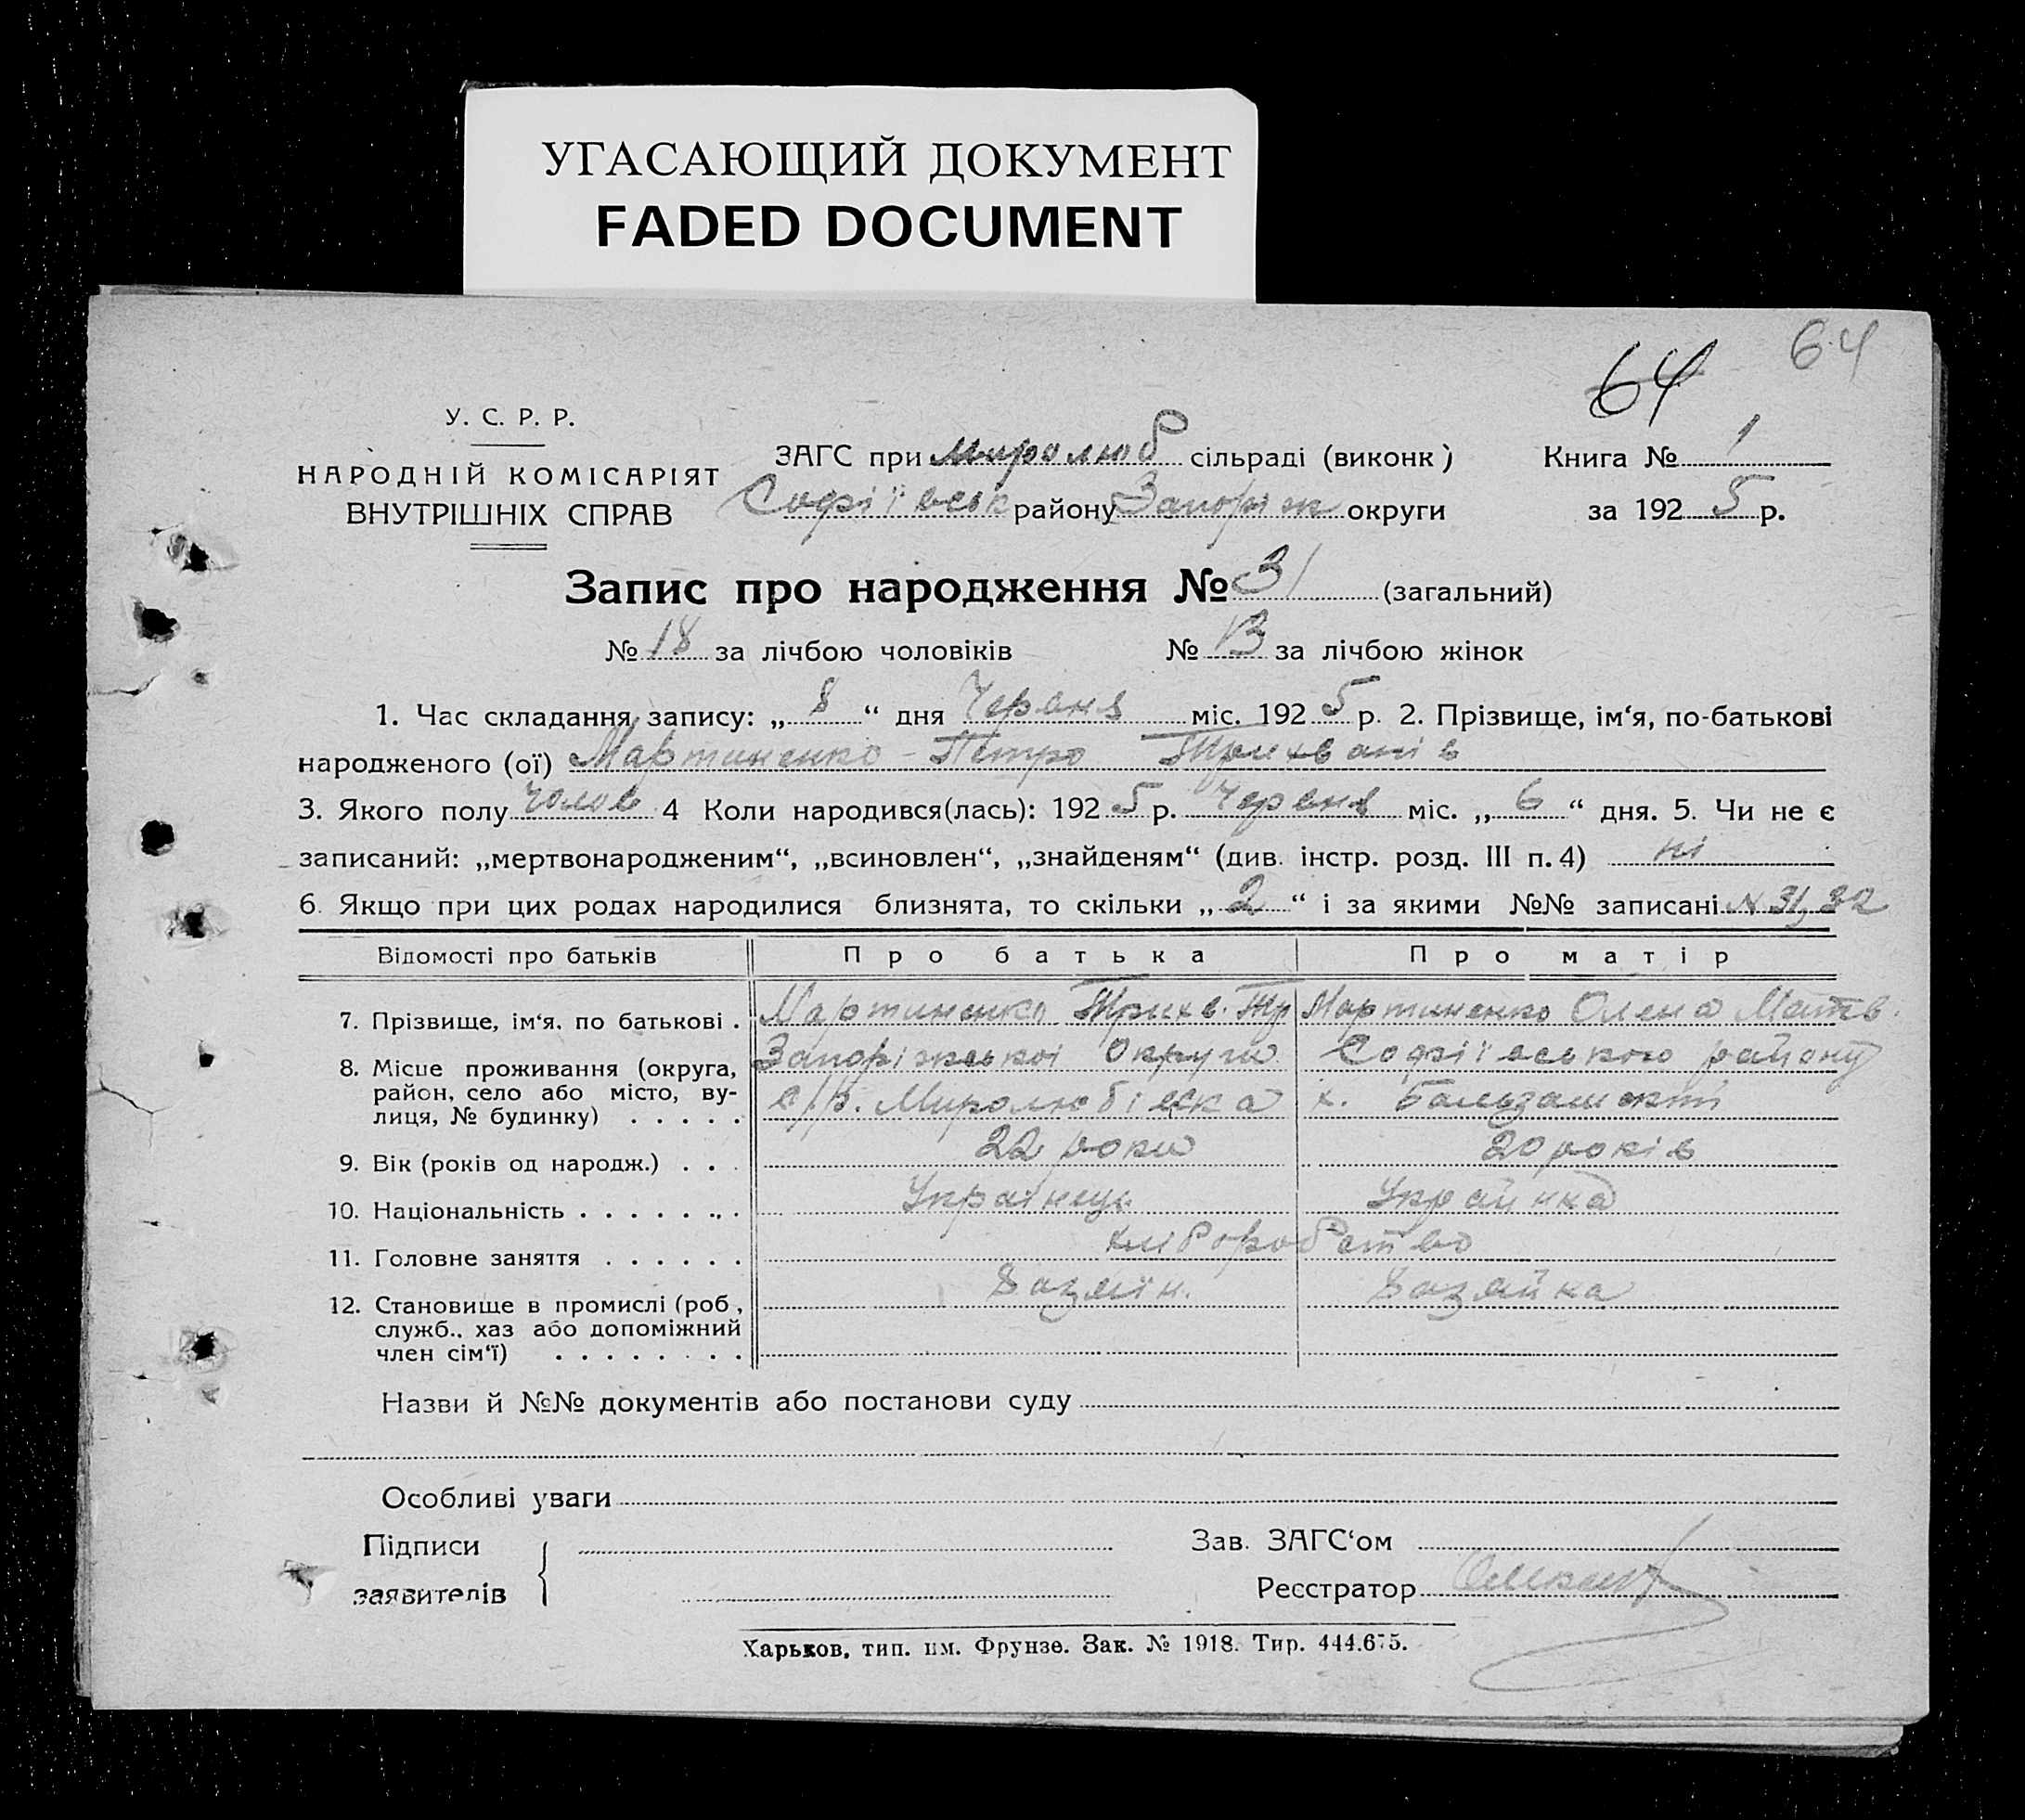 УГАСАЮЩИЙ ДОКУМЕНТ
FADED DOCUMENT
64
64
У. С. Р. Р.
НАРОДНІЙ КОМІСАРІЯТ
ВНУТРІШНІХ СПРАВ
ЗАГС при Миролюб сільраді (виконк)
Софіївськ району Запоріж округи
Книга № 1
за 1925 р.
Запис про народження № 31 (загальний)
№ 18 за лічбою чоловіків № 13 за лічбою жінок
1. Час складання запису: „8“ дня Червня міс. 1925 р. 2. Прізвище, ім‘я, по-батькові
народженого (ої) Мартиненко - Петро
3. Якого полу Чолов 4 Коли народився(лась): 1925 р. Червня міс. „6“ дня. 5. Чи не є
записаний: „мертвонародженим“, „всиновлен“, „знайденям“ (див. інстр. розд. III п. 4) ні
6. Якщо при цих родах народилися близнята, то скільки „2“ і за якими №№ записані № 31, 32
Відомості про батьків Про батька Про матір
7. Прізвище, ім‘я, по батькові . Мартиненко Мартиненко Олена Матв.
8. Місце проживання (округа, Запоріжської Округи Софіївського району
район, село або місто, ву- с/р. Миролюбівка х.
лиця, № будинку) . . . . .
9. Вік (років од народж.) . . . 22 роки 20 років
10. Національність . . . . . . . . Українець Українка
11. Головне заняття . . . . . . хліборобство
12. Становище в промислі (роб, хазяїн. хазяйка
служб., хаз або допоміжний
член сім‘ї) . . . . . . . .
Назви й №№ документів або постанови суду
Особливі уваги
Підписи
заявителів
Зав. ЗАГС‘ом
Реєстратор
Харьков, тип. им. Фрунзе. Зак. № 1918. Тир. 444.675.